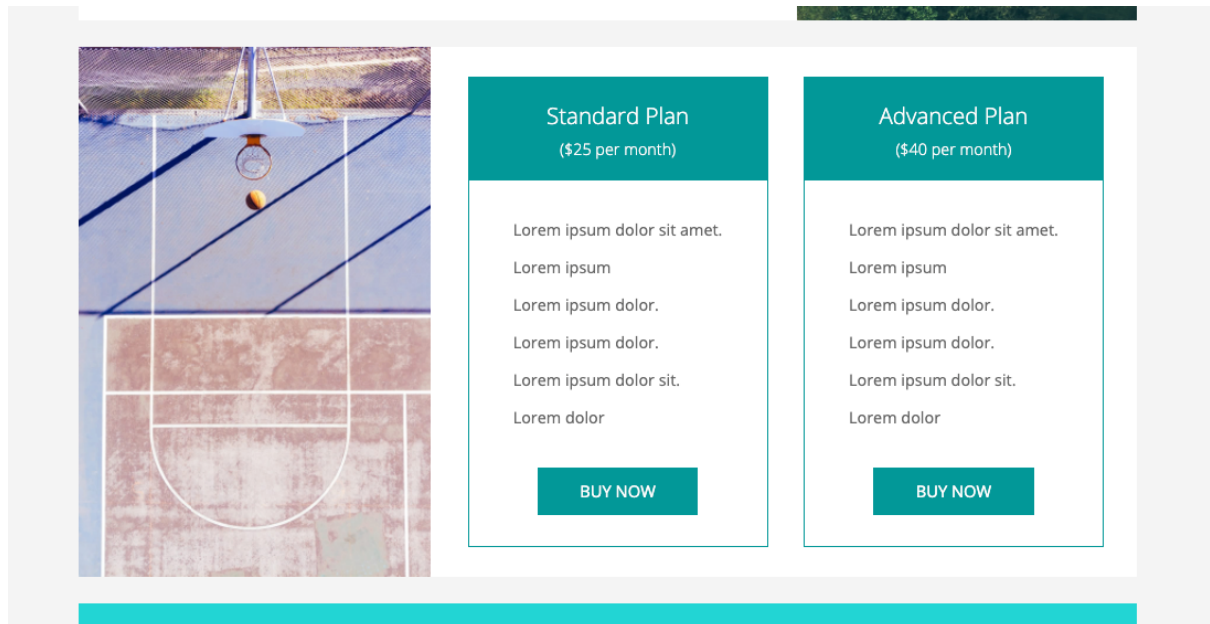 Standard Plan
($25 per month)
Lorem ipsum dolor sit amet.
Lorem ipsum
Lorem ipsum dolor.
Lorem ipsum dolor.
Lorem ipsum dolor sit.
Lorem dolor
BUY NOW
Advanced Plan
($40 per month)
Lorem ipsum dolor sit amet.
Lorem ipsum
Lorem ipsum dolor.
Lorem ipsum dolor.
Lorem ipsum dolor sit.
Lorem dolor
BUY NOW